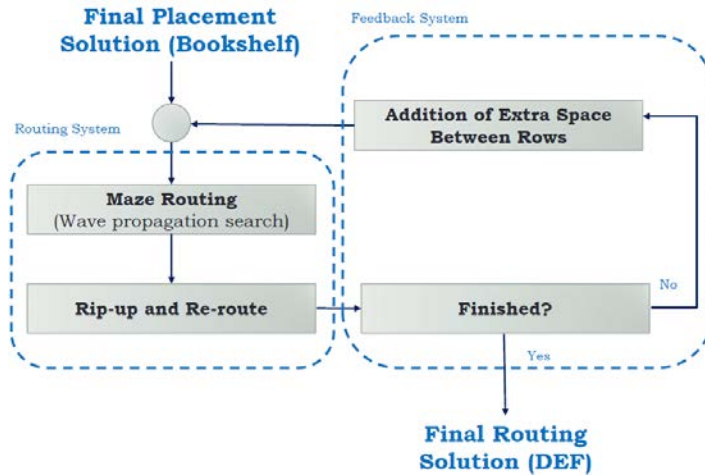 Final Placement
Solution (Bookshelf)
Feedback System
Addition of Extra Space
Between Rows
Routing System
Maze Routing
(Wave propagation search)
Rip-up and Re-route
Finished?
No
Yes
Final Routing
Solution (DEF)